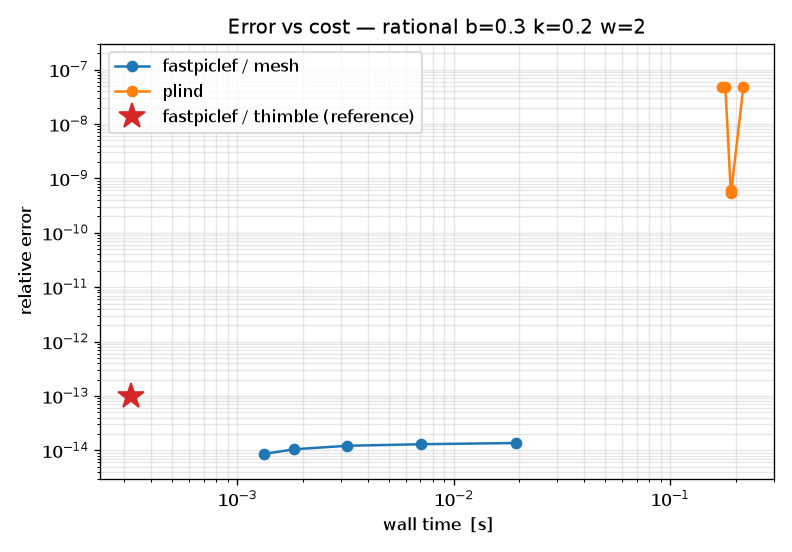 Error vs cost — rational b=0.3 k=0.2 w=2
fastpiclef / mesh
plind
fastpiclef / thimble (reference)
relative error
10⁻⁷
10⁻⁸
10⁻⁹
10⁻¹⁰
10⁻¹¹
10⁻¹²
10⁻¹³
10⁻¹⁴
10⁻³
10⁻²
10⁻¹
wall time [s]